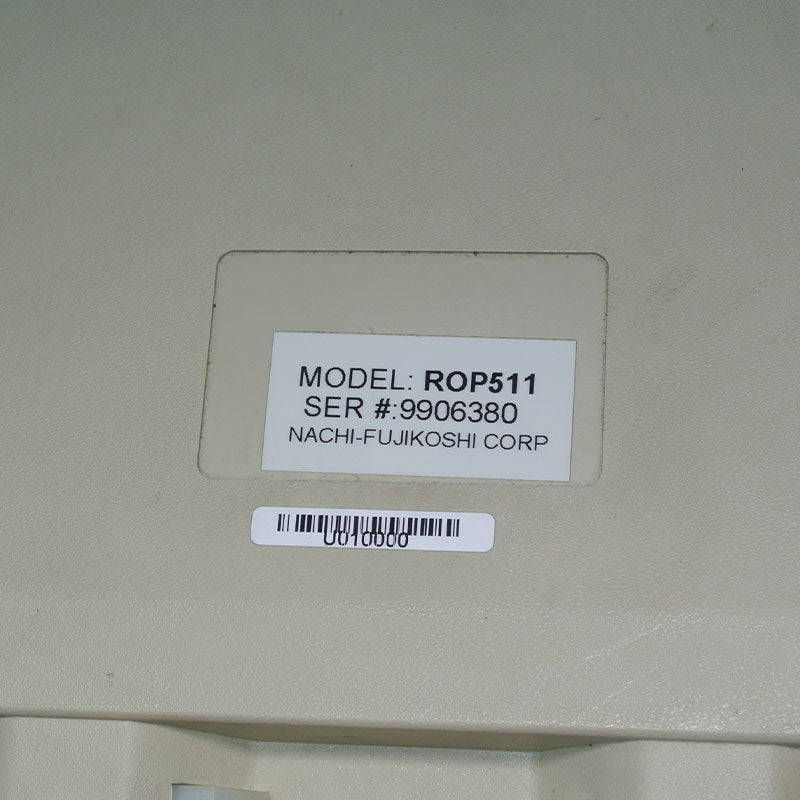 MODEL: ROP511
SER #:9906380
NACHI-FUJIKOSHI CORP
U010000